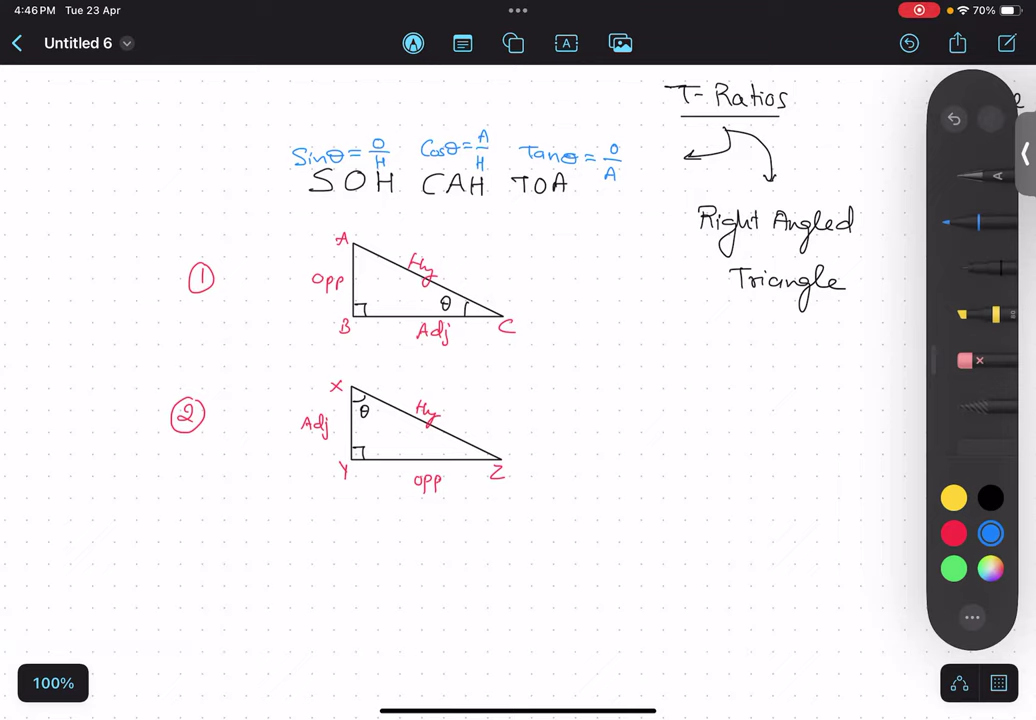 4:46 PM Tue 23 Apr
70%
Untitled 6
T-Ratios
Sinθ = O/H Cosθ = A/H Tanθ = O/A
SOH CAH TOA
Right Angled
Triangle
1
A
Opp
Hy
θ
B
Adj
C
2
X
Adj
θ
Hy
Y
Opp
Z
100%